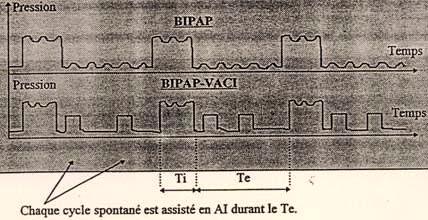 Pression
BIPAP
Temps
Pression
BIPAP-VACI
Temps
Ti
Te
Chaque cycle spontané est assisté en AI durant le Te.